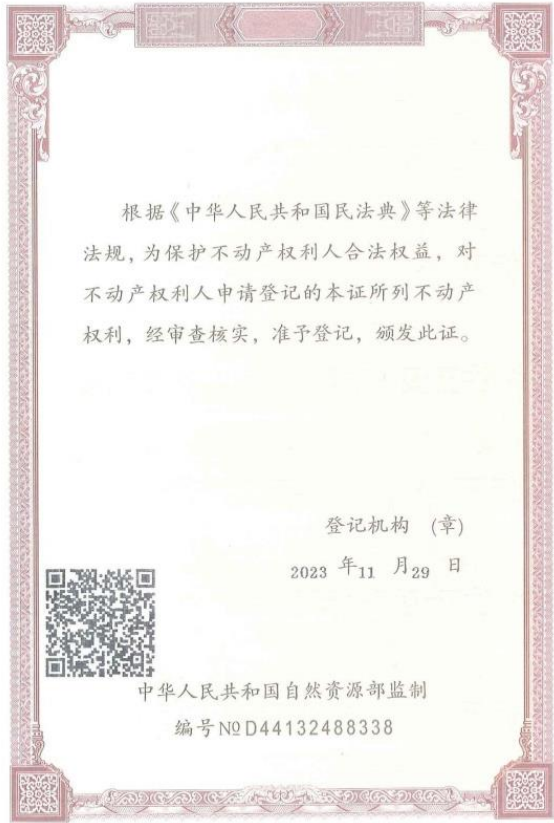 根据《中华人民共和国民法典》等法律
法规，为保护不动产权利人合法权益，对
不动产权利人申请登记的本证所列不动产
权利，经审查核实，准予登记，颁发此证。
登记机构 (章)
2023 年11 月29 日
中华人民共和国自然资源部监制
编号№D44132488338